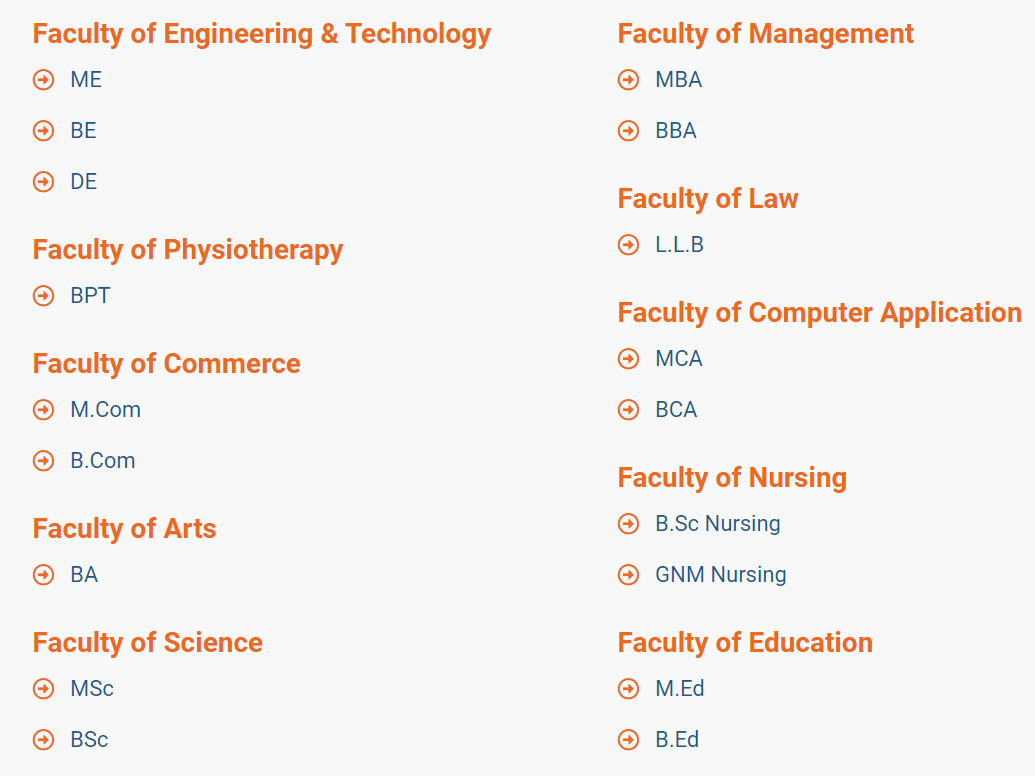 Faculty of Engineering & Technology
ME
BE
DE
Faculty of Physiotherapy
BPT
Faculty of Commerce
M.Com
B.Com
Faculty of Arts
BA
Faculty of Science
MSc
BSc
Faculty of Management
MBA
BBA
Faculty of Law
L.L.B
Faculty of Computer Application
MCA
BCA
Faculty of Nursing
B.Sc Nursing
GNM Nursing
Faculty of Education
M.Ed
B.Ed